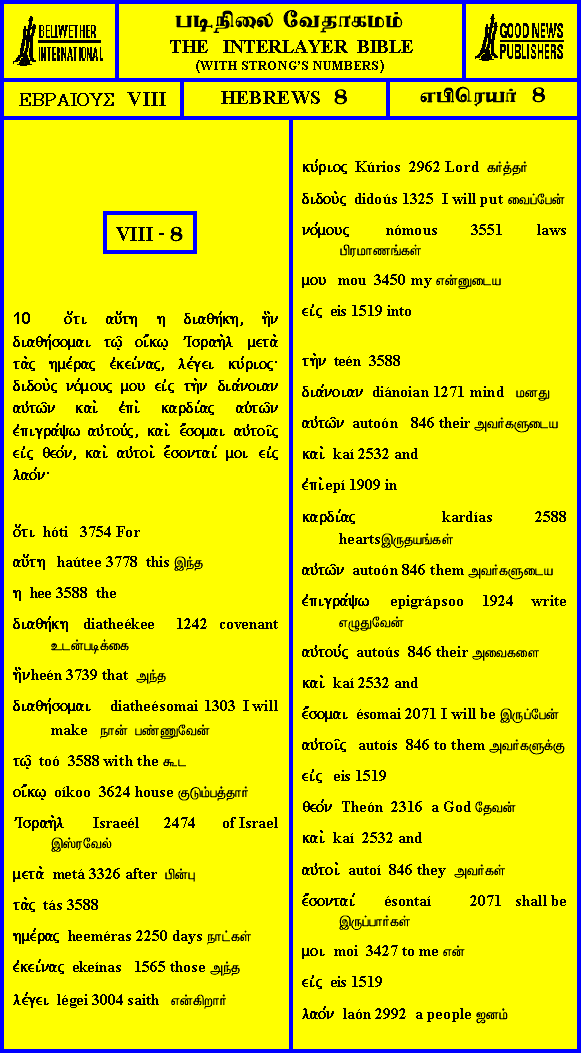 BELLWETHER
INTERNATIONAL
படிநிலை வேதாகமம்
THE INTERLAYER BIBLE
(WITH STRONG'S NUMBERS)
GOOD NEWS
PUBLISHERS
ΕΒΡΑΙΟΥΣ VIII
HEBREWS 8
எபிரெயர் 8
VIII - 8
10 ὅτι αὕτη η διαθήκη, ἣν
διαθήσομαι τῷ οἴκῳ Ἰσραὴλ μετὰ
τὰς ημέρας ἐκείνας, λέγει κύριος·
διδοὺς νόμους μου εἰς τὴν διάνοιαν
αὐτῶν καὶ ἐπὶ καρδίας αὐτῶν
ἐπιγράψω αὐτούς, καὶ ἔσομαι αὐτοῖς
εἰς θεόν, καὶ αὐτοὶ ἔσονταί μοι εἰς
λαόν·
ὅτι hóti 3754 For
αὕτη haútee 3778 this இந்த
η hee 3588 the
διαθήκη diatheékee 1242 covenant
உடன்படிக்கை
ἣν heén 3739 that அந்த
διαθήσομαι diatheésomai 1303 I will
make நான் பண்ணுவேன்
τῷ toó 3588 with the கூட
οἴκῳ oíkoo 3624 house குடும்பத்தார்
Ἰσραὴλ Israeél 2474 of Israel
இஸ்ரவேல்
μετὰ metá 3326 after பின்பு
τὰς tás 3588
ημέρας heeméras 2250 days நாட்கள்
ἐκείνας ekeínas 1565 those அந்த
λέγει légei 3004 saith என்கிறார்
κύριος Kúrios 2962 Lord கர்த்தர்
διδοὺς didoús 1325 I will put வைப்பேன்
νόμους nómous 3551 laws
பிரமாணங்கள்
μου mou 3450 my என்னுடைய
εἰς eis 1519 into
τὴν teén 3588
διάνοιαν diánoian 1271 mind மனது
αὐτῶν autoón 846 their அவர்களுடைய
καὶ kaí 2532 and
ἐπὶ epí 1909 in
καρδίας kardías 2588
hearts இருதயங்கள்
αὐτῶν autoón 846 them அவர்களுடைய
ἐπιγράψω epigrápsoo 1924 write
எழுதுவேன்
αὐτούς autoús 846 their அவைகளை
καὶ kaí 2532 and
ἔσομαι ésomai 2071 I will be இருப்பேன்
αὐτοῖς autoís 846 to them அவர்களுக்கு
εἰς eis 1519
θεόν Theón 2316 a God தேவன்
καὶ kaí 2532 and
αὐτοὶ autoí 846 they அவர்கள்
ἔσονταί ésontaí 2071 shall be
இருப்பார்கள்
μοι moi 3427 to me என்
εἰς eis 1519
λαόν laón 2992 a people ஜனம்